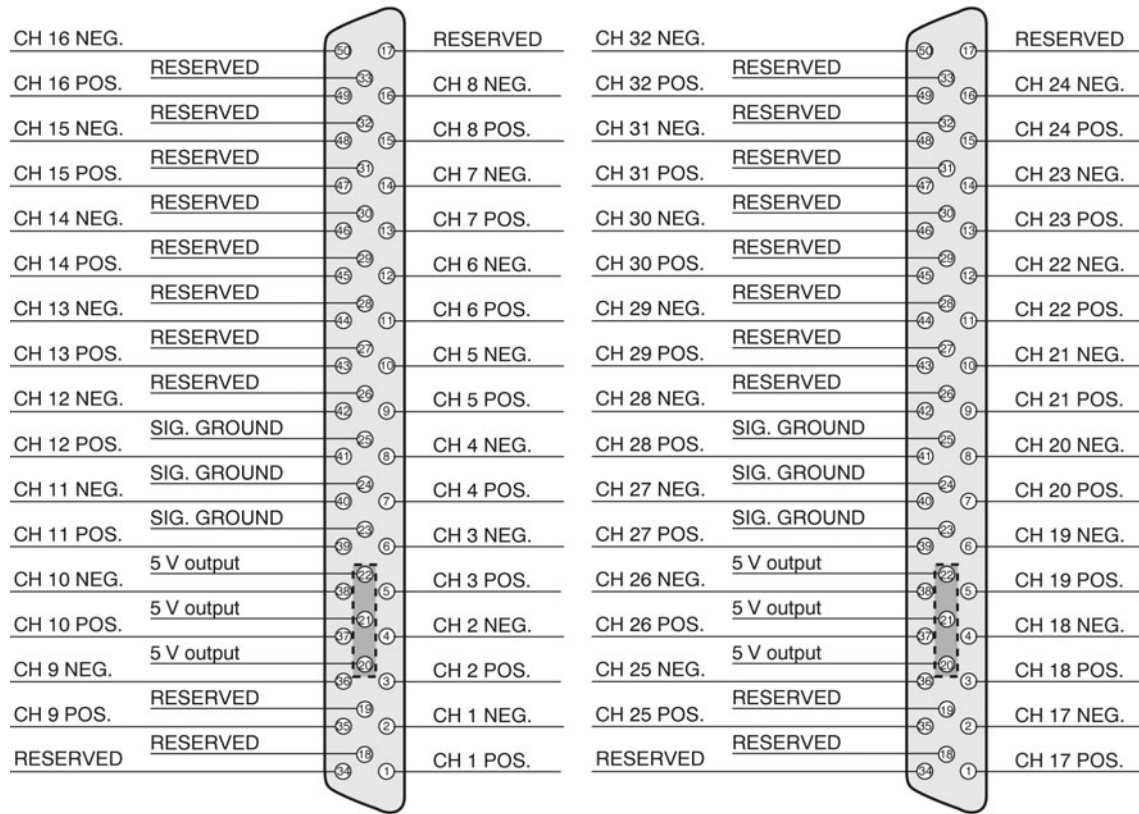 CH 16 NEG.
50
17
RESERVED
RESERVED
33
CH 16 POS.
49
16
CH 8 NEG.
RESERVED
32
CH 15 NEG.
48
15
CH 8 POS.
RESERVED
31
CH 15 POS.
47
14
CH 7 NEG.
RESERVED
30
CH 14 NEG.
46
13
CH 7 POS.
RESERVED
29
CH 14 POS.
45
12
CH 6 NEG.
RESERVED
28
CH 13 NEG.
44
11
CH 6 POS.
RESERVED
27
CH 13 POS.
43
10
CH 5 NEG.
RESERVED
26
CH 12 NEG.
42
9
CH 5 POS.
SIG. GROUND
25
CH 12 POS.
41
8
CH 4 NEG.
SIG. GROUND
24
CH 11 NEG.
40
7
CH 4 POS.
SIG. GROUND
23
CH 11 POS.
39
6
CH 3 NEG.
5 V output
22
CH 10 NEG.
38
5
CH 3 POS.
5 V output
21
CH 10 POS.
37
4
CH 2 NEG.
5 V output
20
CH 9 NEG.
36
3
CH 2 POS.
RESERVED
19
CH 9 POS.
35
2
CH 1 NEG.
RESERVED
18
RESERVED
34
1
CH 1 POS.
CH 32 NEG.
50
17
RESERVED
RESERVED
33
CH 32 POS.
49
16
CH 24 NEG.
RESERVED
32
CH 31 NEG.
48
15
CH 24 POS.
RESERVED
31
CH 31 POS.
47
14
CH 23 NEG.
RESERVED
30
CH 30 NEG.
46
13
CH 23 POS.
RESERVED
29
CH 30 POS.
45
12
CH 22 NEG.
RESERVED
28
CH 29 NEG.
44
11
CH 22 POS.
RESERVED
27
CH 29 POS.
43
10
CH 21 NEG.
RESERVED
26
CH 28 NEG.
42
9
CH 21 POS.
SIG. GROUND
25
CH 28 POS.
41
8
CH 20 NEG.
SIG. GROUND
24
CH 27 NEG.
40
7
CH 20 POS.
SIG. GROUND
23
CH 27 POS.
39
6
CH 19 NEG.
5 V output
22
CH 26 NEG.
38
5
CH 19 POS.
5 V output
21
CH 26 POS.
37
4
CH 18 NEG.
5 V output
20
CH 25 NEG.
36
3
CH 18 POS.
RESERVED
19
CH 25 POS.
35
2
CH 17 NEG.
RESERVED
18
RESERVED
34
1
CH 17 POS.